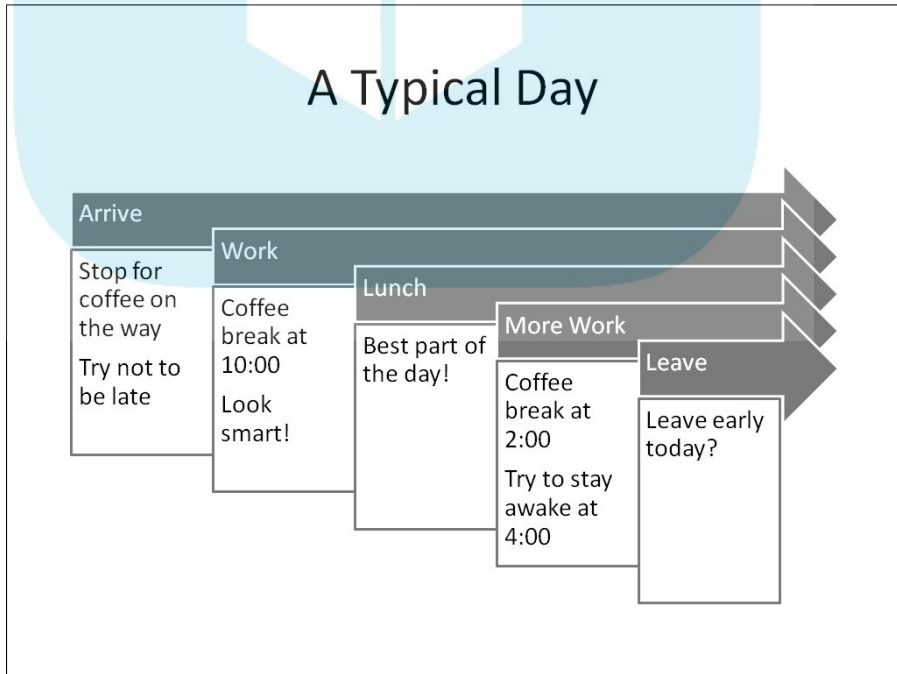 A Typical Day
Arrive
Stop for
coffee on
the way
Try not to
be late
Work
Coffee
break at
10:00
Look
smart!
Lunch
Best part of
the day!
More Work
Coffee
break at
2:00
Try to stay
awake at
4:00
Leave
Leave early
today?